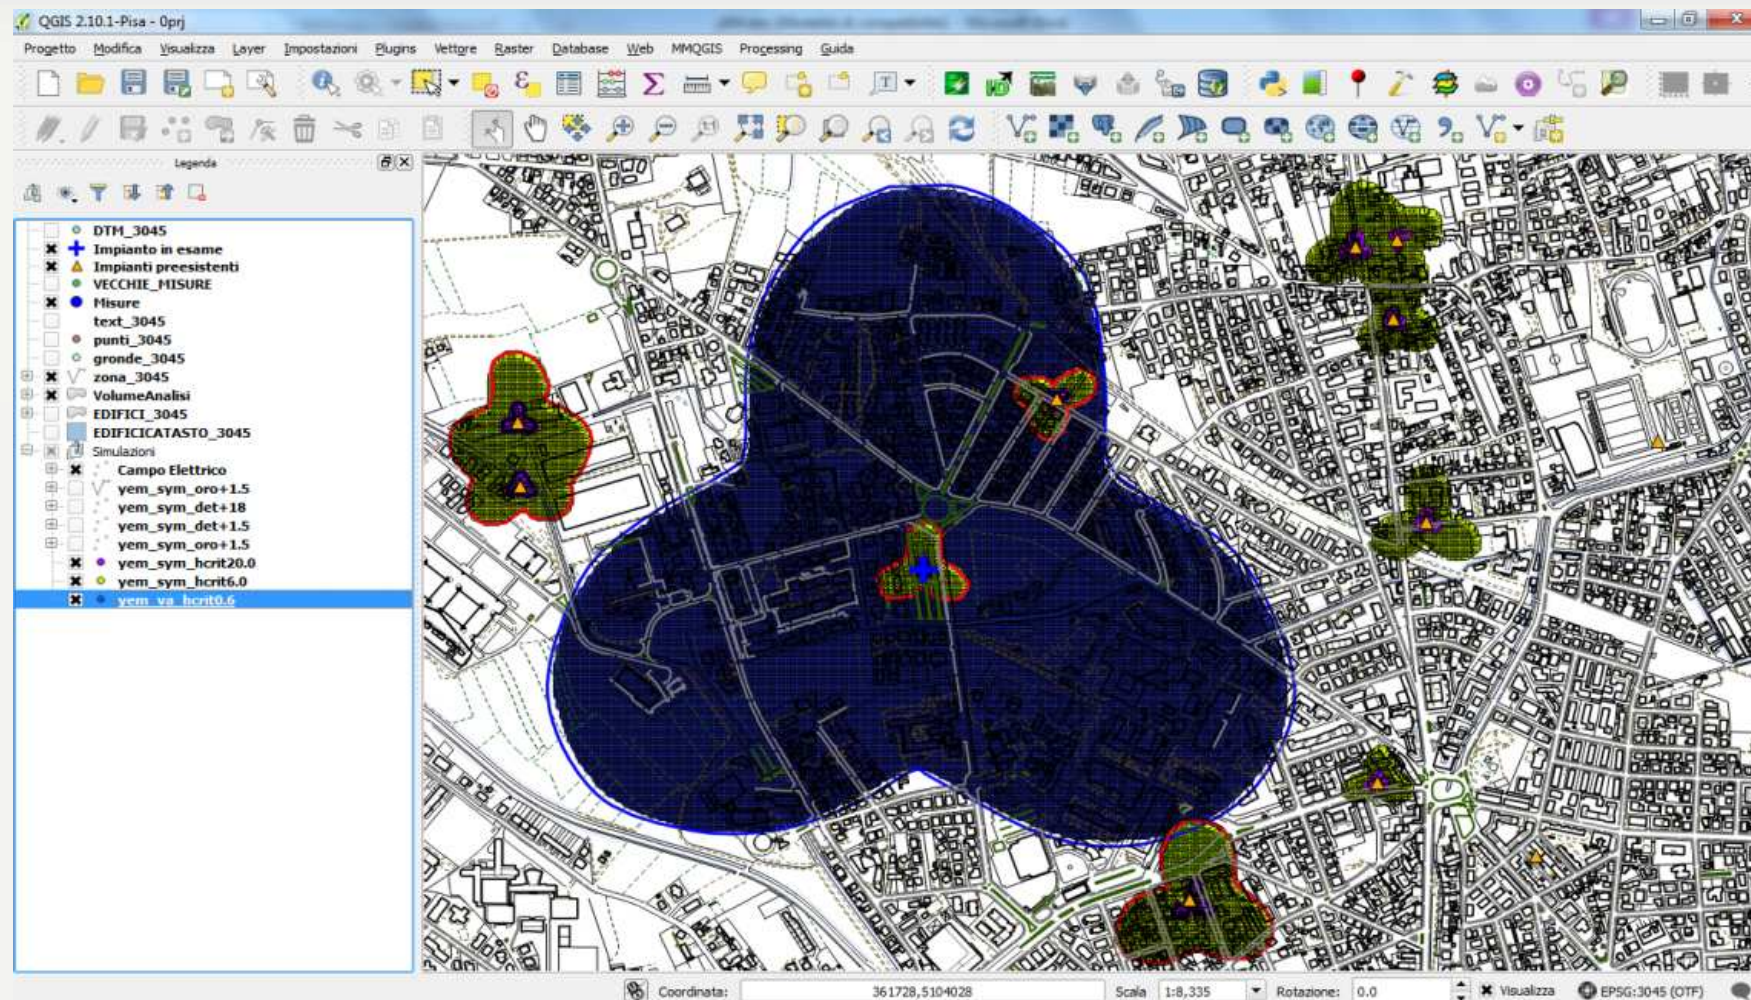 QGIS 2.10.1-Pisa - 0prj
Progetto Modifica Visualizza Layer Impostazioni Plugins Vettore Raster Database Web MMQGIS Processing Guida
Legenda
DTM_3045
Impianto in esame
Impianti preesistenti
VECCHIE_MISURE
Misure
text_3045
punti_3045
gronde_3045
zona_3045
VolumeAnalisi
EDIFICI_3045
EDIFICICATASTO_3045
Simulazioni
Campo Elettrico
yem_sym_oro+1.5
yem_sym_det+18
yem_sym_det+1.5
yem_sym_oro+1.5
yem_sym_hcrit20.0
yem_sym_hcrit6.0
yem_va_hcrit0.6
Coordinata: 361728,5104028 Scala 1:8,335 Rotazione: 0.0 Visualizza EPSG:3045 (OTF)